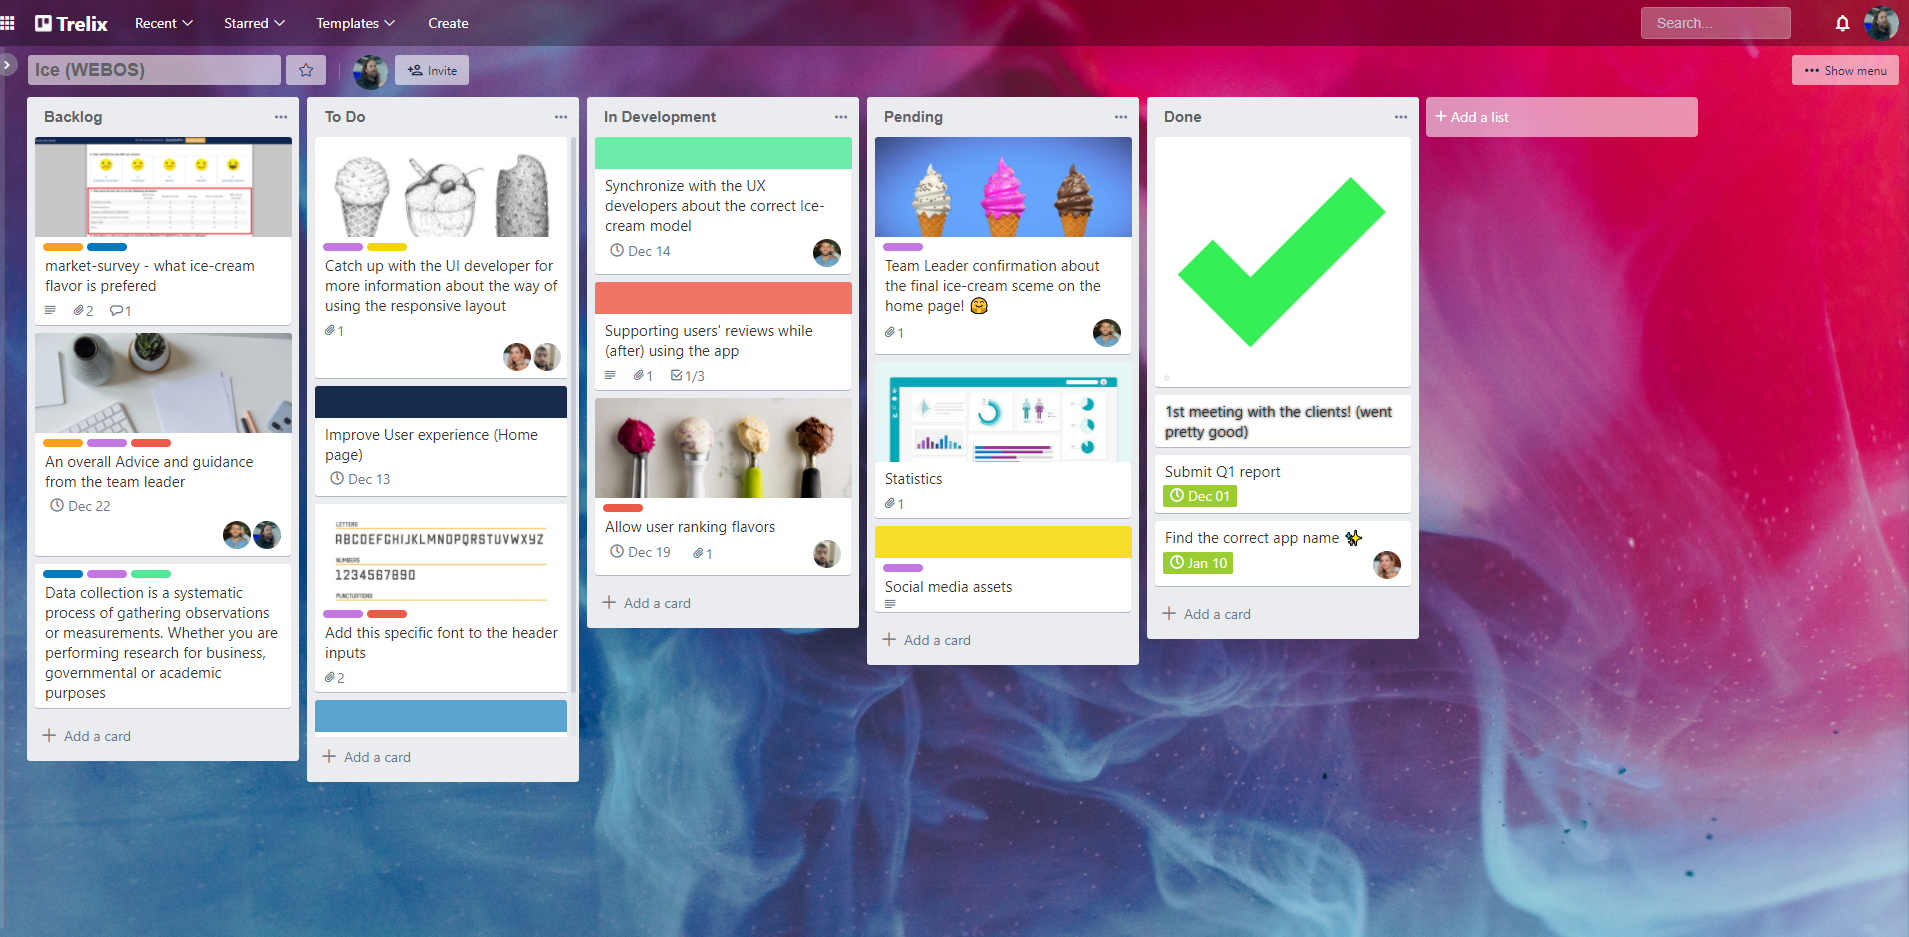 Trelix
Recent
Starred
Templates
Create
Search...
Ice (WEBOS)
Invite
Show menu
Backlog
market-survey - what ice-cream
flavor is prefered
2
1
An overall Advice and guidance
from the team leader
Dec 22
Data collection is a systematic
process of gathering observations
or measurements. Whether you are
performing research for business,
governmental or academic
purposes
Add a card
To Do
Catch up with the UI developer for
more information about the way of
using the responsive layout
1
Improve User experience (Home
page)
Dec 13
LETTERS
ABCDEFGHIJKLMNOPQRSTUVWXYZ
NUMBERS
1234567890
PUNCTUATIONS
Add this specific font to the header
inputs
2
Add a card
In Development
Synchronize with the UX
developers about the correct Ice-
cream model
Dec 14
Supporting users' reviews while
(after) using the app
1
1/3
Allow user ranking flavors
Dec 19
1
Add a card
Pending
Team Leader confirmation about
the final ice-cream sceme on the
home page! 🤗
1
Statistics
1
Social media assets
Add a card
Done
1st meeting with the clients! (went
pretty good)
Submit Q1 report
Dec 01
Find the correct app name ✨
Jan 10
Add a card
Add a list